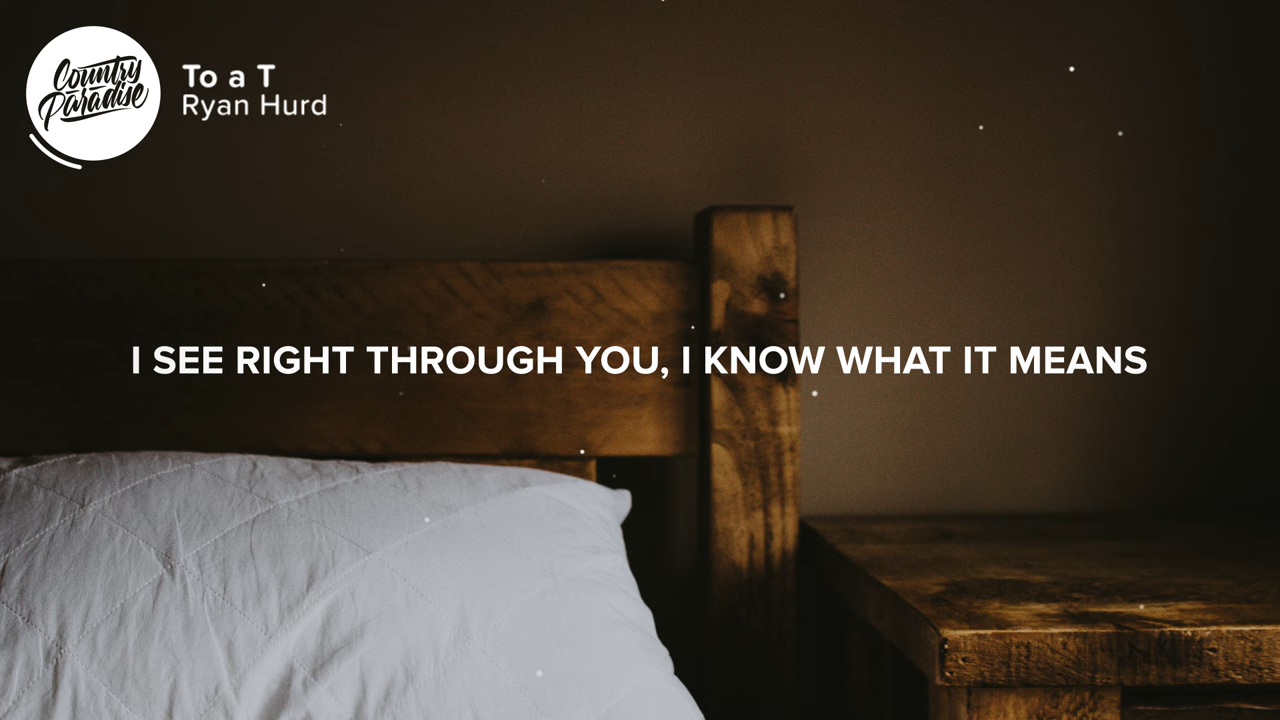 Country
Paradise
To a T
Ryan Hurd
I SEE RIGHT THROUGH YOU, I KNOW WHAT IT MEANS